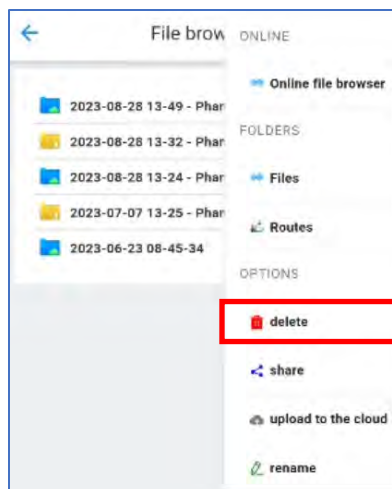 File brow
2023-08-28 13-49 - Phar
2023-08-28 13-32 - Phar
2023-08-28 13-24 - Phar
2023-07-07 13-25 - Phar
2023-06-23 08-45-34
ONLINE
Online file browser
FOLDERS
Files
Routes
OPTIONS
delete
share
upload to the cloud
rename